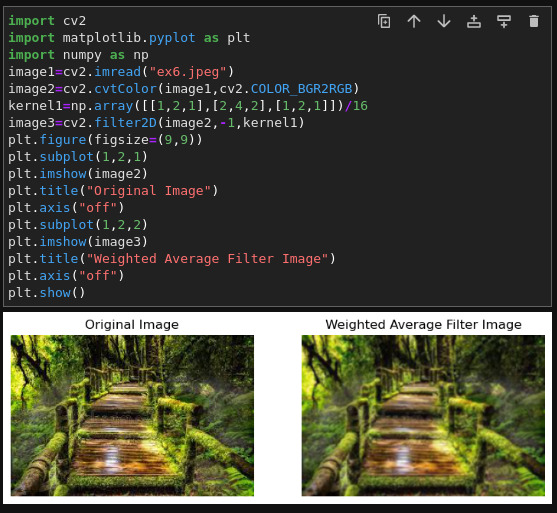 import cv2
import matplotlib.pyplot as plt
import numpy as np
image1=cv2.imread("ex6.jpeg")
image2=cv2.cvtColor(image1,cv2.COLOR_BGR2RGB)
kernel1=np.array([[1,2,1],[2,4,2],[1,2,1]])/16
image3=cv2.filter2D(image2,-1,kernel1)
plt.figure(figsize=(9,9))
plt.subplot(1,2,1)
plt.imshow(image2)
plt.title("Original Image")
plt.axis("off")
plt.subplot(1,2,2)
plt.imshow(image3)
plt.title("Weighted Average Filter Image")
plt.axis("off")
plt.show()
Original Image
Weighted Average Filter Image